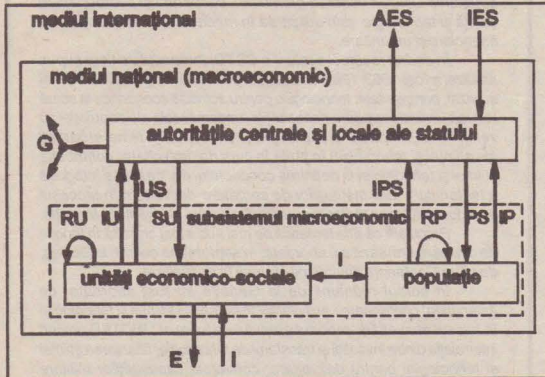 mediul internațional AES IES
mediul național (macroeconomic)
autoritățile centrale și locale ale statului
G
US IPS
RU IU SU subsistemul microeconomic RP PS IP
unități economico-sociale I populație
E I